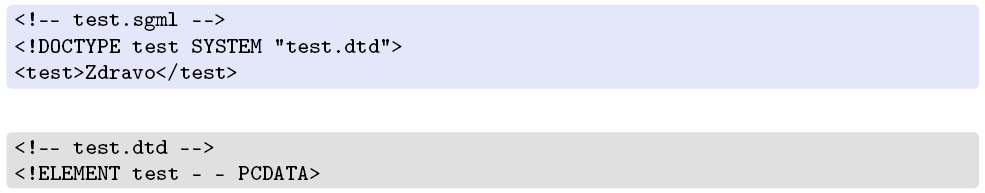 <!-- test.sgml -->
<!DOCTYPE test SYSTEM "test.dtd">
<test>Zdravo</test>
<!-- test.dtd -->
<!ELEMENT test - - PCDATA>